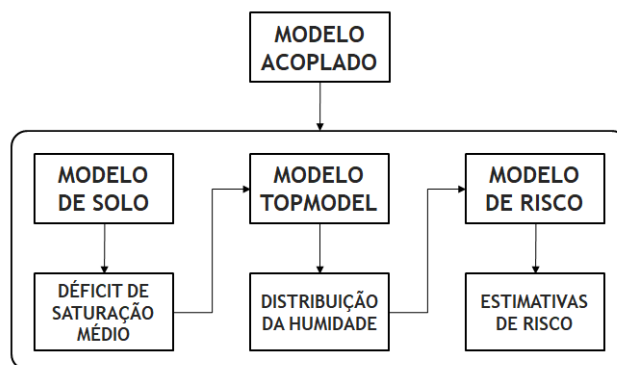 MODELO
ACOPLADO
MODELO
DE SOLO
MODELO
TOPMODEL
MODELO
DE RISCO
DÉFICIT DE
SATURAÇÃO
MÉDIO
DISTRIBUIÇÃO
DA HUMIDADE
ESTIMATIVAS
DE RISCO